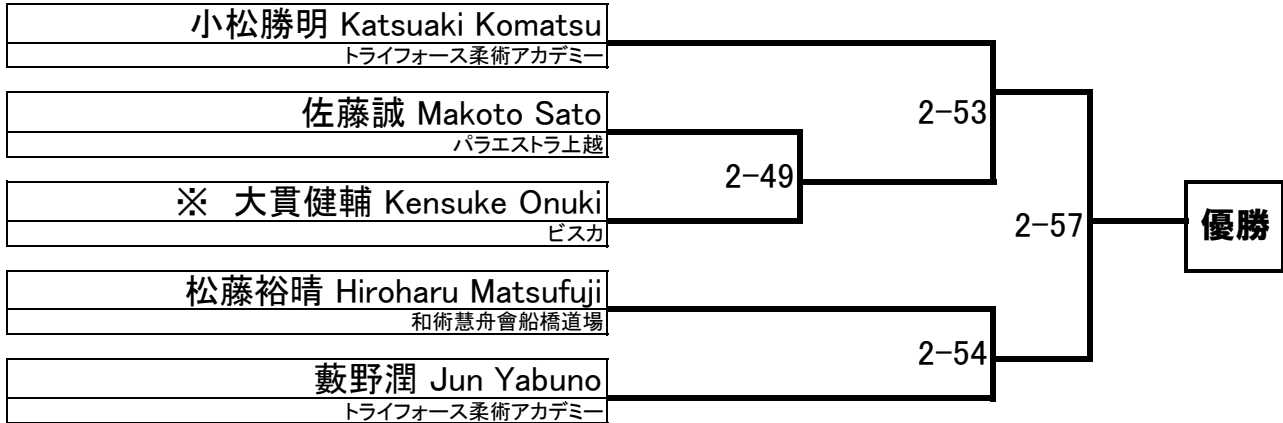 小松勝明 Katsuaki Komatsu
トライフォース柔術アカデミー
佐藤誠 Makoto Sato
パラエストラ上越
※ 大貫健輔 Kensuke Onuki
ビスカ
松藤裕晴 Hiroharu Matsufuji
和術慧舟會船橋道場
藪野潤 Jun Yabuno
トライフォース柔術アカデミー
2-49
2-53
2-54
2-57
優勝